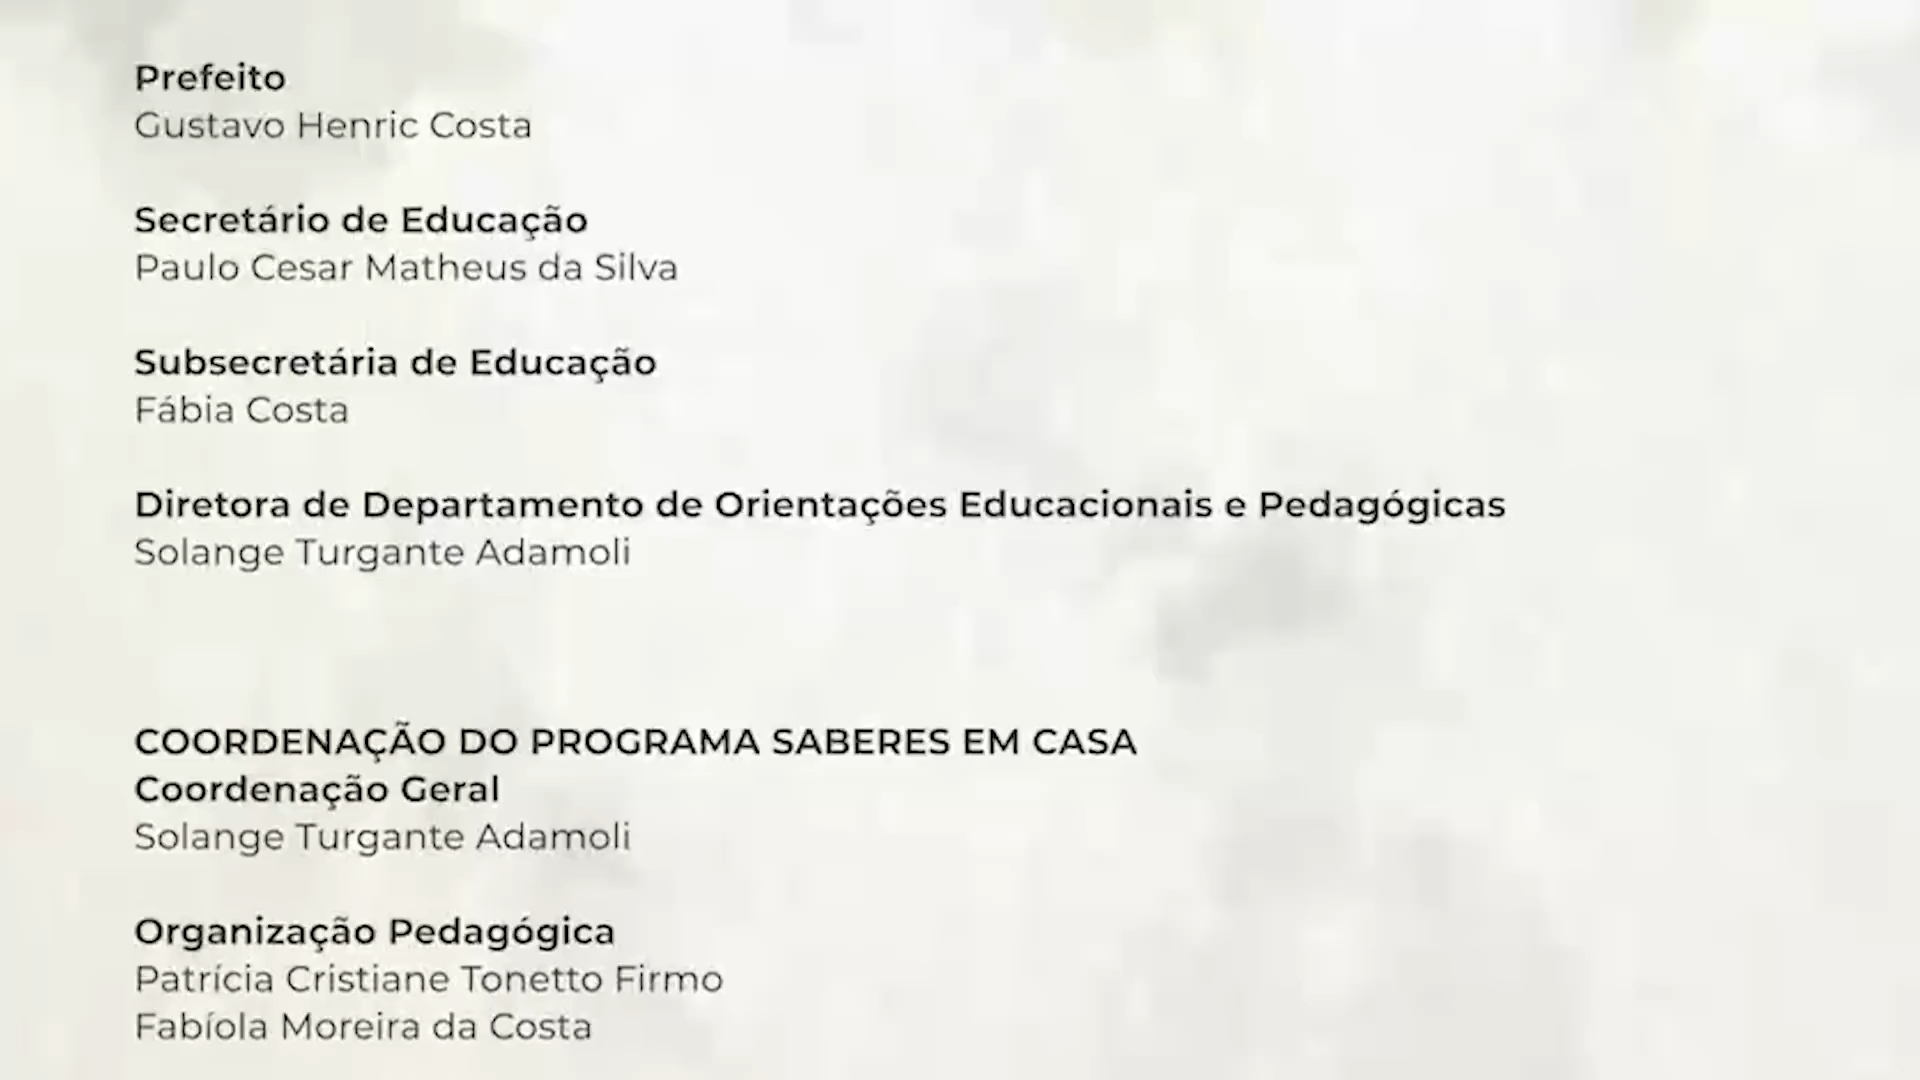 Prefeito
Gustavo Henric Costa
Secretário de Educação
Paulo Cesar Matheus da Silva
Subsecretária de Educação
Fábia Costa
Diretora de Departamento de Orientações Educacionais e Pedagógicas
Solange Turgante Adamoli
COORDENAÇÃO DO PROGRAMA SABERES EM CASA
Coordenação Geral
Solange Turgante Adamoli
Organização Pedagógica
Patrícia Cristiane Tonetto Firmo
Fabíola Moreira da Costa